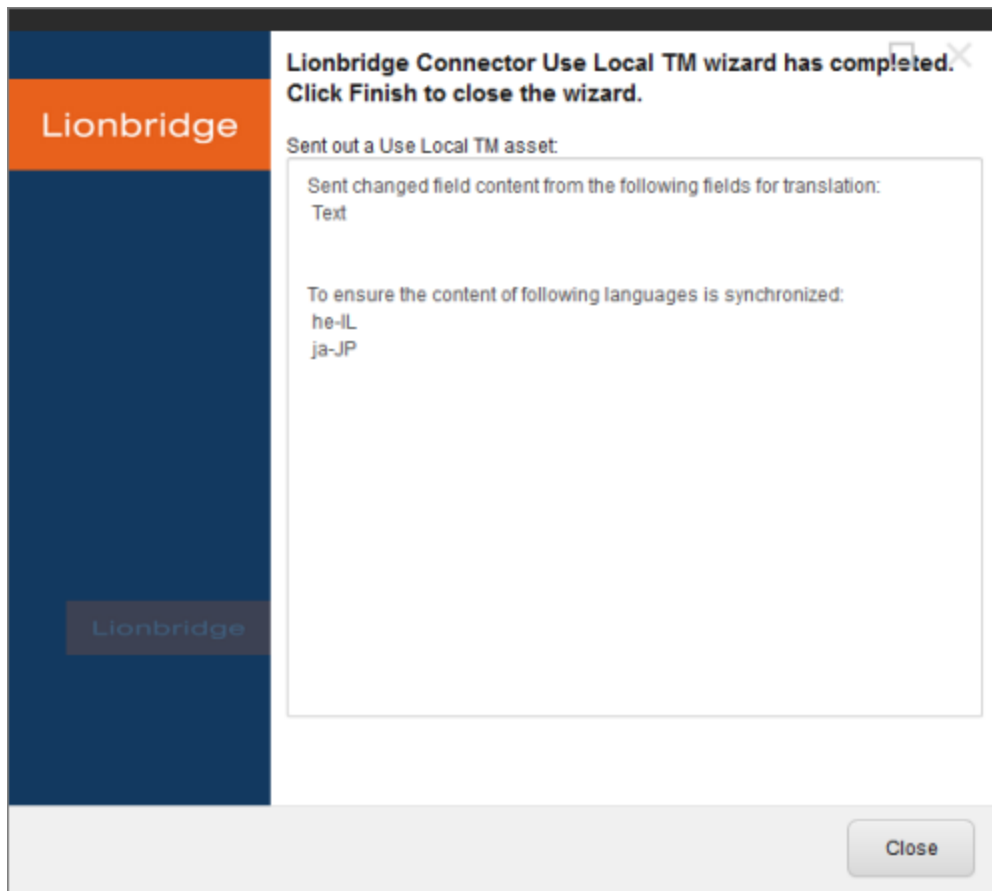 Lionbridge Connector Use Local TM wizard has completed.
Click Finish to close the wizard.
Lionbridge
Sent out a Use Local TM asset:
Sent changed field content from the following fields for translation:
Text
To ensure the content of following languages is synchronized:
he-IL
ja-JP
Lionbridge
Close